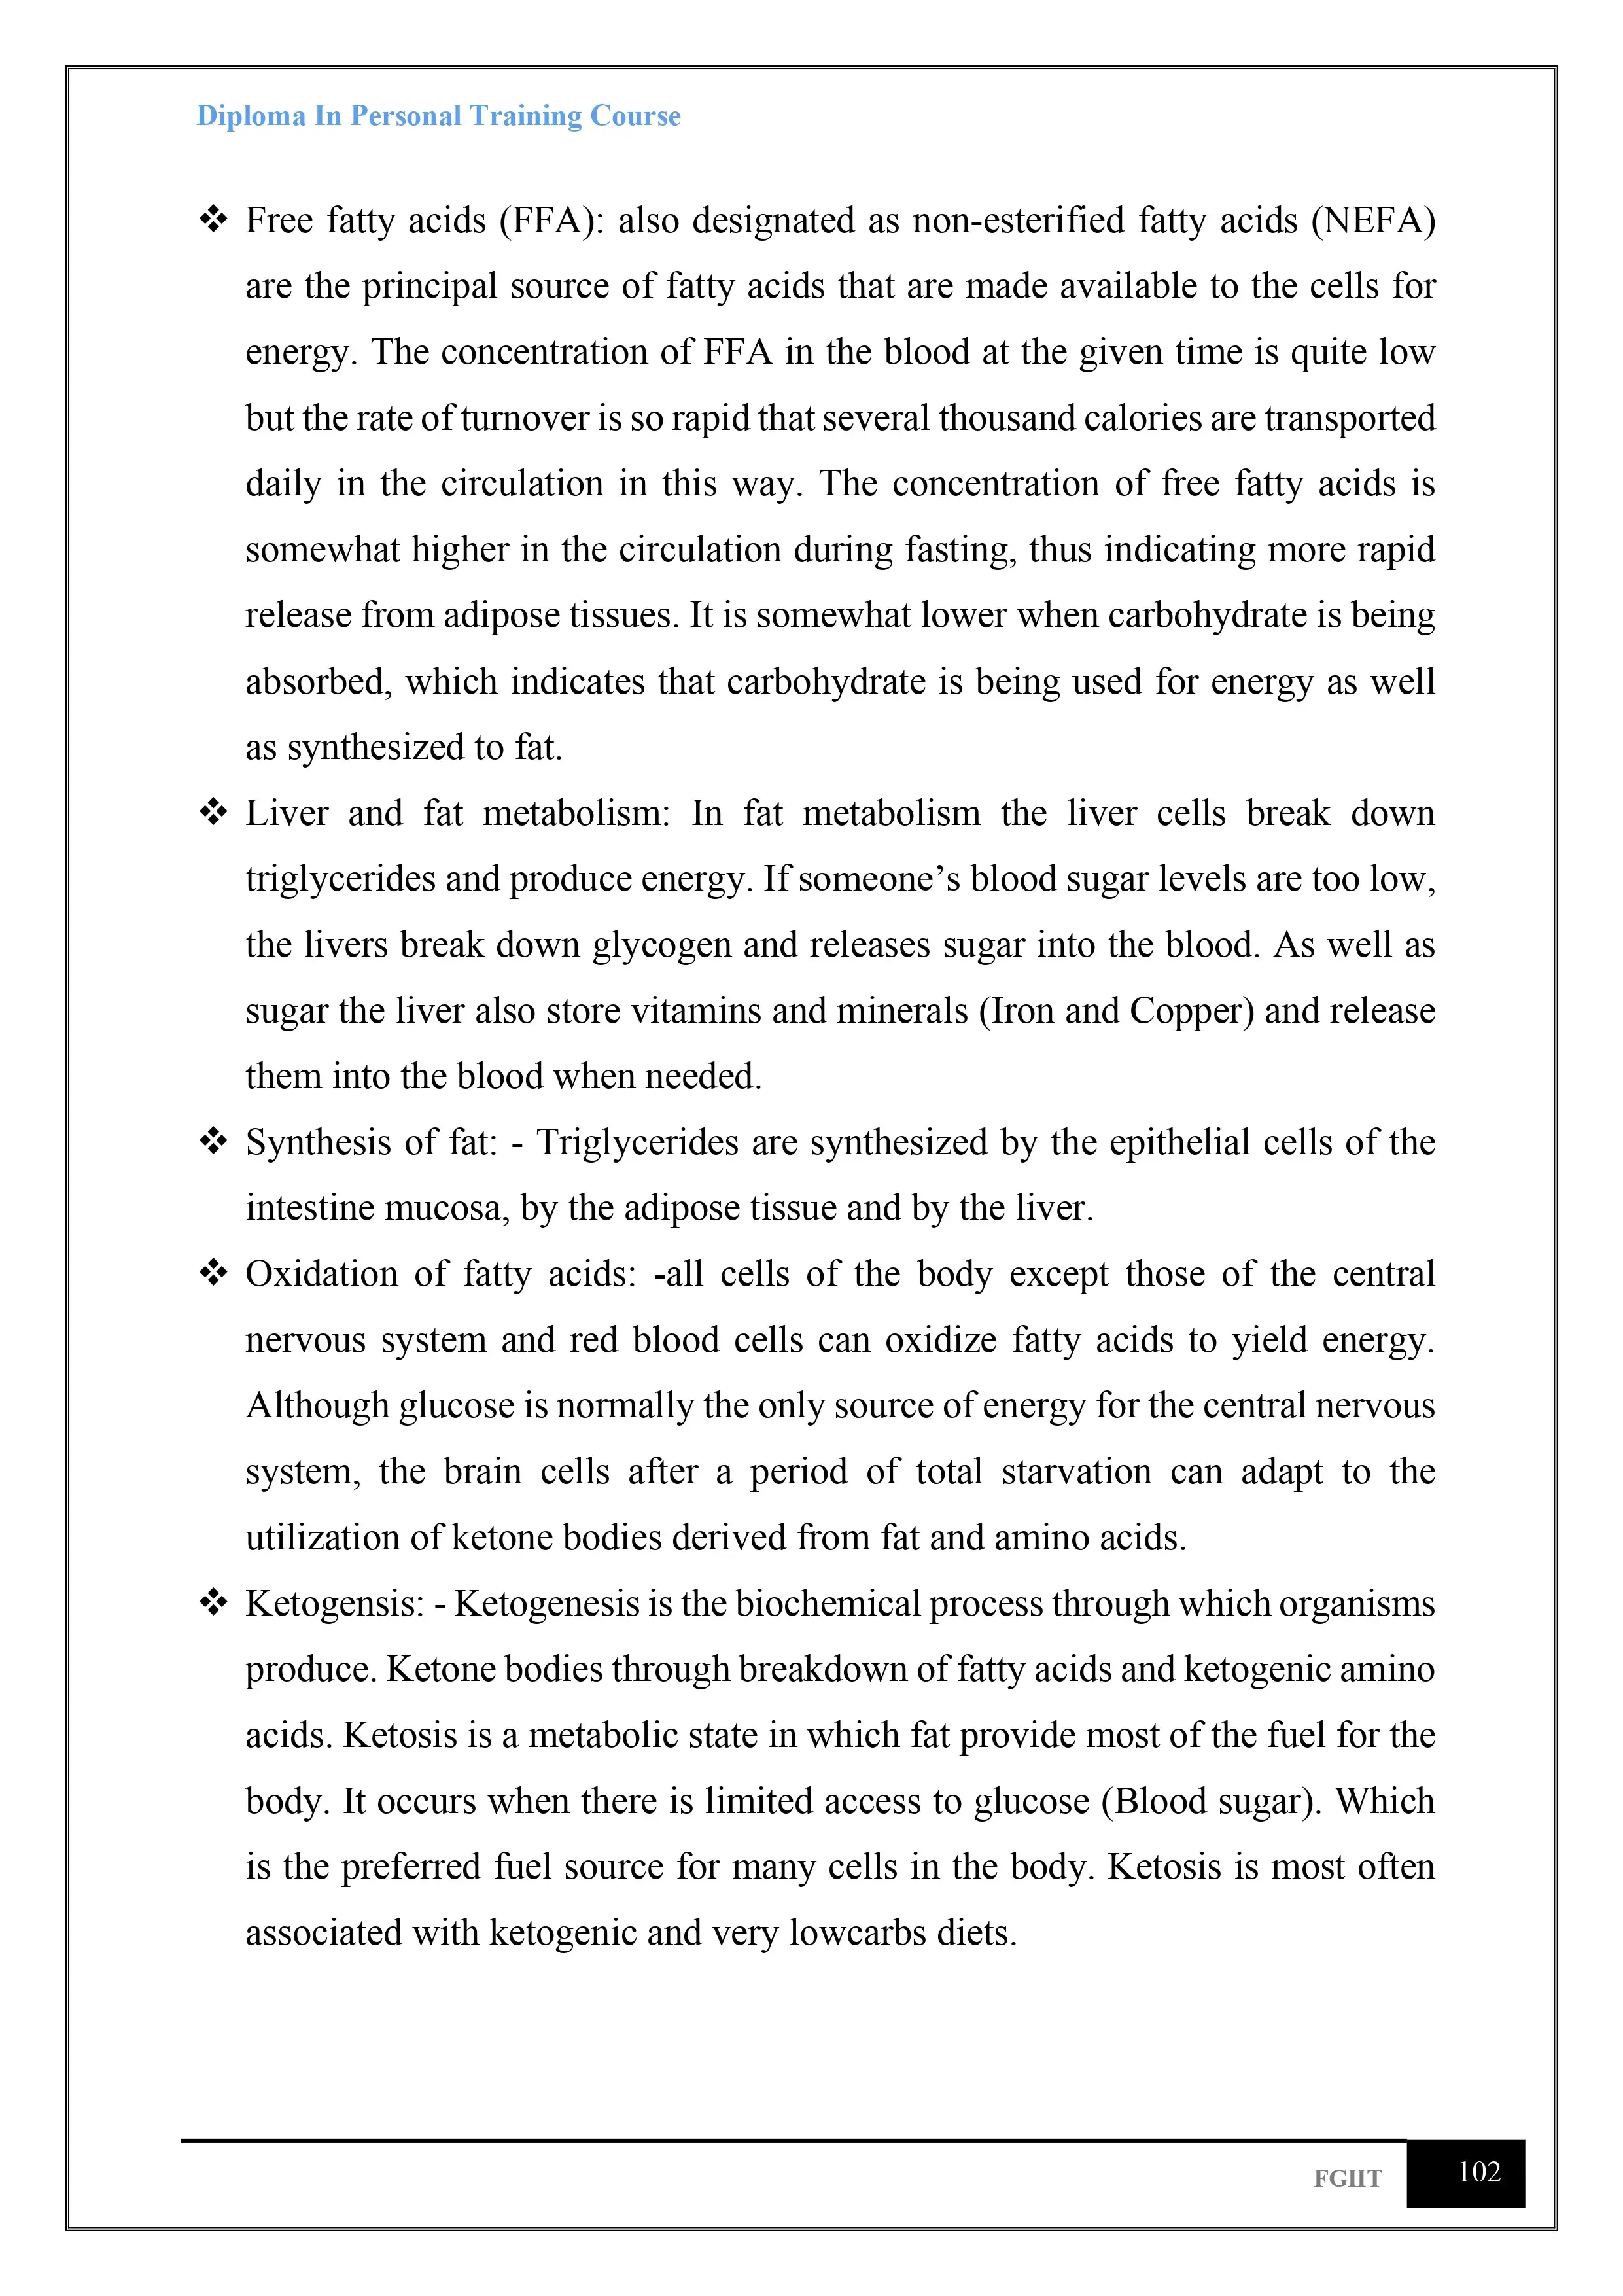 Diploma In Personal Training Course
❖ Free fatty acids (FFA): also designated as non-esterified fatty acids (NEFA)
are the principal source of fatty acids that are made available to the cells for
energy. The concentration of FFA in the blood at the given time is quite low
but the rate of turnover is so rapid that several thousand calories are transported
daily in the circulation in this way. The concentration of free fatty acids is
somewhat higher in the circulation during fasting, thus indicating more rapid
release from adipose tissues. It is somewhat lower when carbohydrate is being
absorbed, which indicates that carbohydrate is being used for energy as well
as synthesized to fat.
❖ Liver and fat metabolism: In fat metabolism the liver cells break down
triglycerides and produce energy. If someone’s blood sugar levels are too low,
the livers break down glycogen and releases sugar into the blood. As well as
sugar the liver also store vitamins and minerals (Iron and Copper) and release
them into the blood when needed.
❖ Synthesis of fat: - Triglycerides are synthesized by the epithelial cells of the
intestine mucosa, by the adipose tissue and by the liver.
❖ Oxidation of fatty acids: -all cells of the body except those of the central
nervous system and red blood cells can oxidize fatty acids to yield energy.
Although glucose is normally the only source of energy for the central nervous
system, the brain cells after a period of total starvation can adapt to the
utilization of ketone bodies derived from fat and amino acids.
❖ Ketogensis: - Ketogenesis is the biochemical process through which organisms
produce. Ketone bodies through breakdown of fatty acids and ketogenic amino
acids. Ketosis is a metabolic state in which fat provide most of the fuel for the
body. It occurs when there is limited access to glucose (Blood sugar). Which
is the preferred fuel source for many cells in the body. Ketosis is most often
associated with ketogenic and very lowcarbs diets.
FGIIT 102